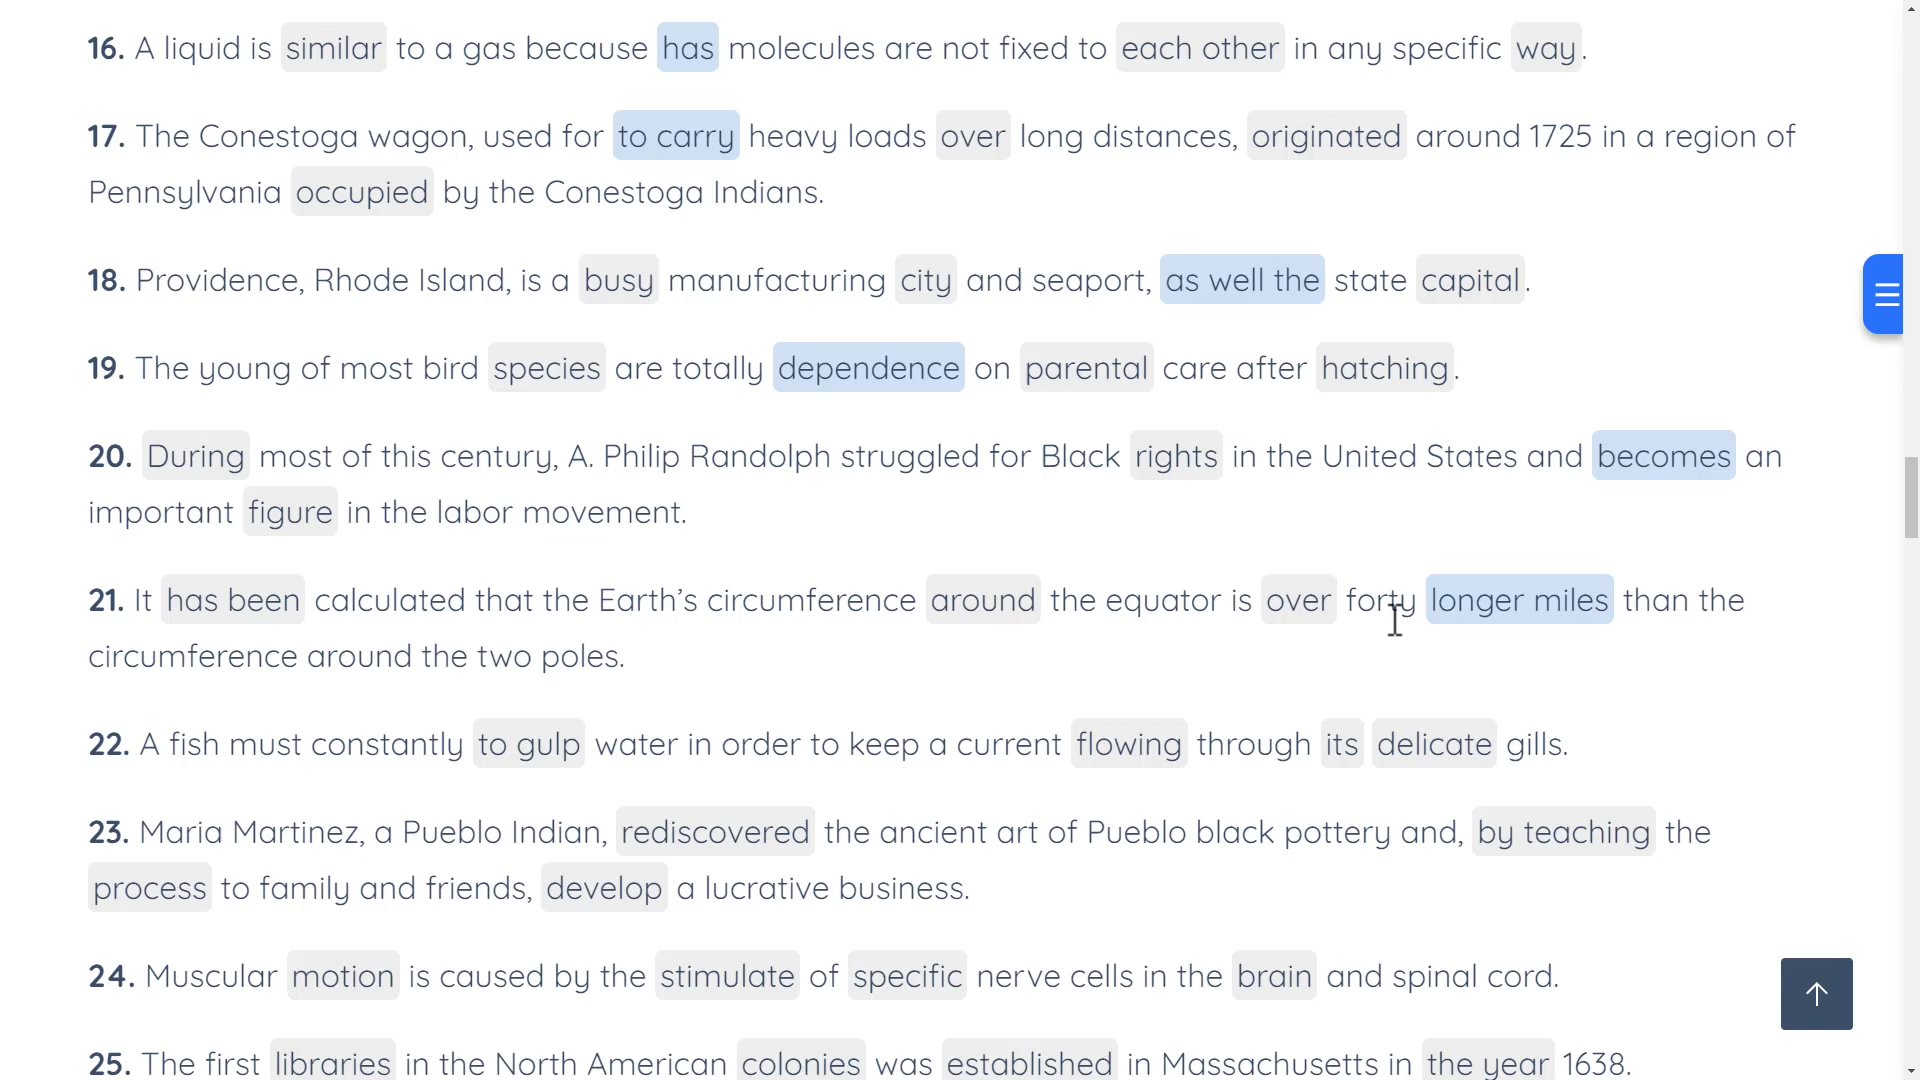 16. A liquid is similar to a gas because has molecules are not fixed to each other in any specific way.
17. The Conestoga wagon, used for to carry heavy loads over long distances, originated around 1725 in a region of
Pennsylvania occupied by the Conestoga Indians.
18. Providence, Rhode Island, is a busy manufacturing city and seaport, as well the state capital.
19. The young of most bird species are totally dependence on parental care after hatching.
20. During most of this century, A. Philip Randolph struggled for Black rights in the United States and becomes an
important figure in the labor movement.
21. It has been calculated that the Earth’s circumference around the equator is over forty longer miles than the
circumference around the two poles.
22. A fish must constantly to gulp water in order to keep a current flowing through its delicate gills.
23. Maria Martinez, a Pueblo Indian, rediscovered the ancient art of Pueblo black pottery and, by teaching the
process to family and friends, develop a lucrative business.
24. Muscular motion is caused by the stimulate of specific nerve cells in the brain and spinal cord.
25. The first libraries in the North American colonies was established in Massachusetts in the year 1638.